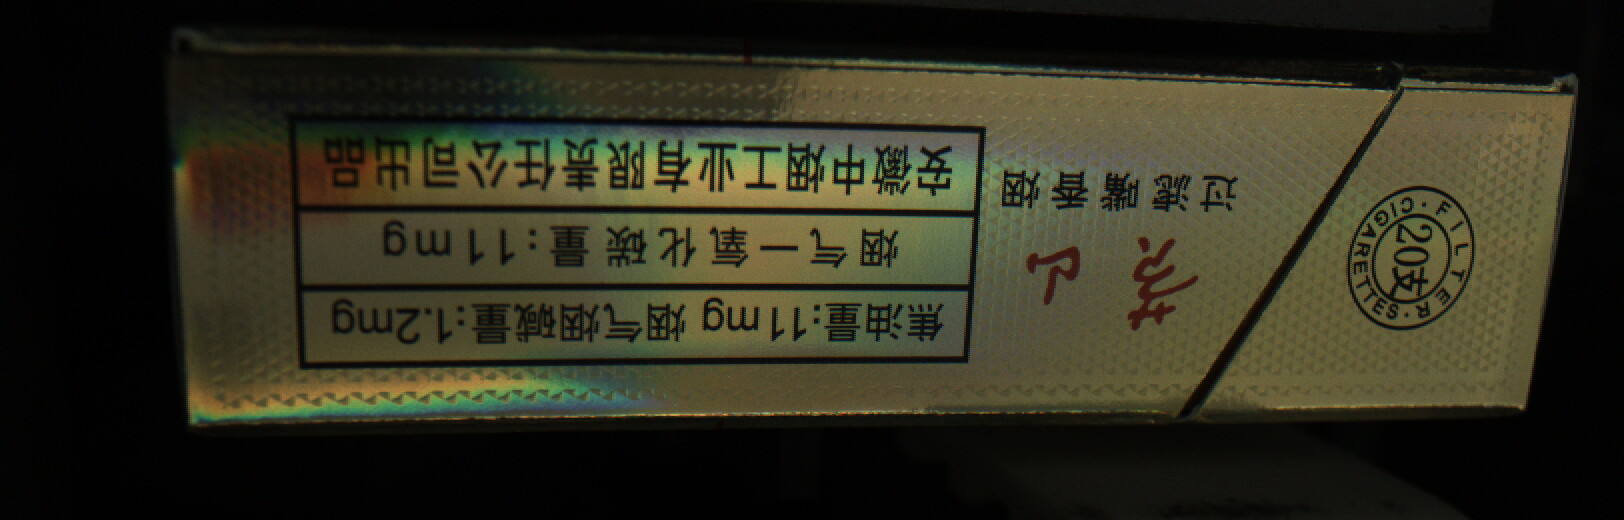 FILTER CIGARETTES
20支
黄山
过滤嘴香烟
焦油量:11mg 烟气烟碱量:1.2mg
烟气一氧化碳量:11mg
安徽中烟工业有限责任公司出品